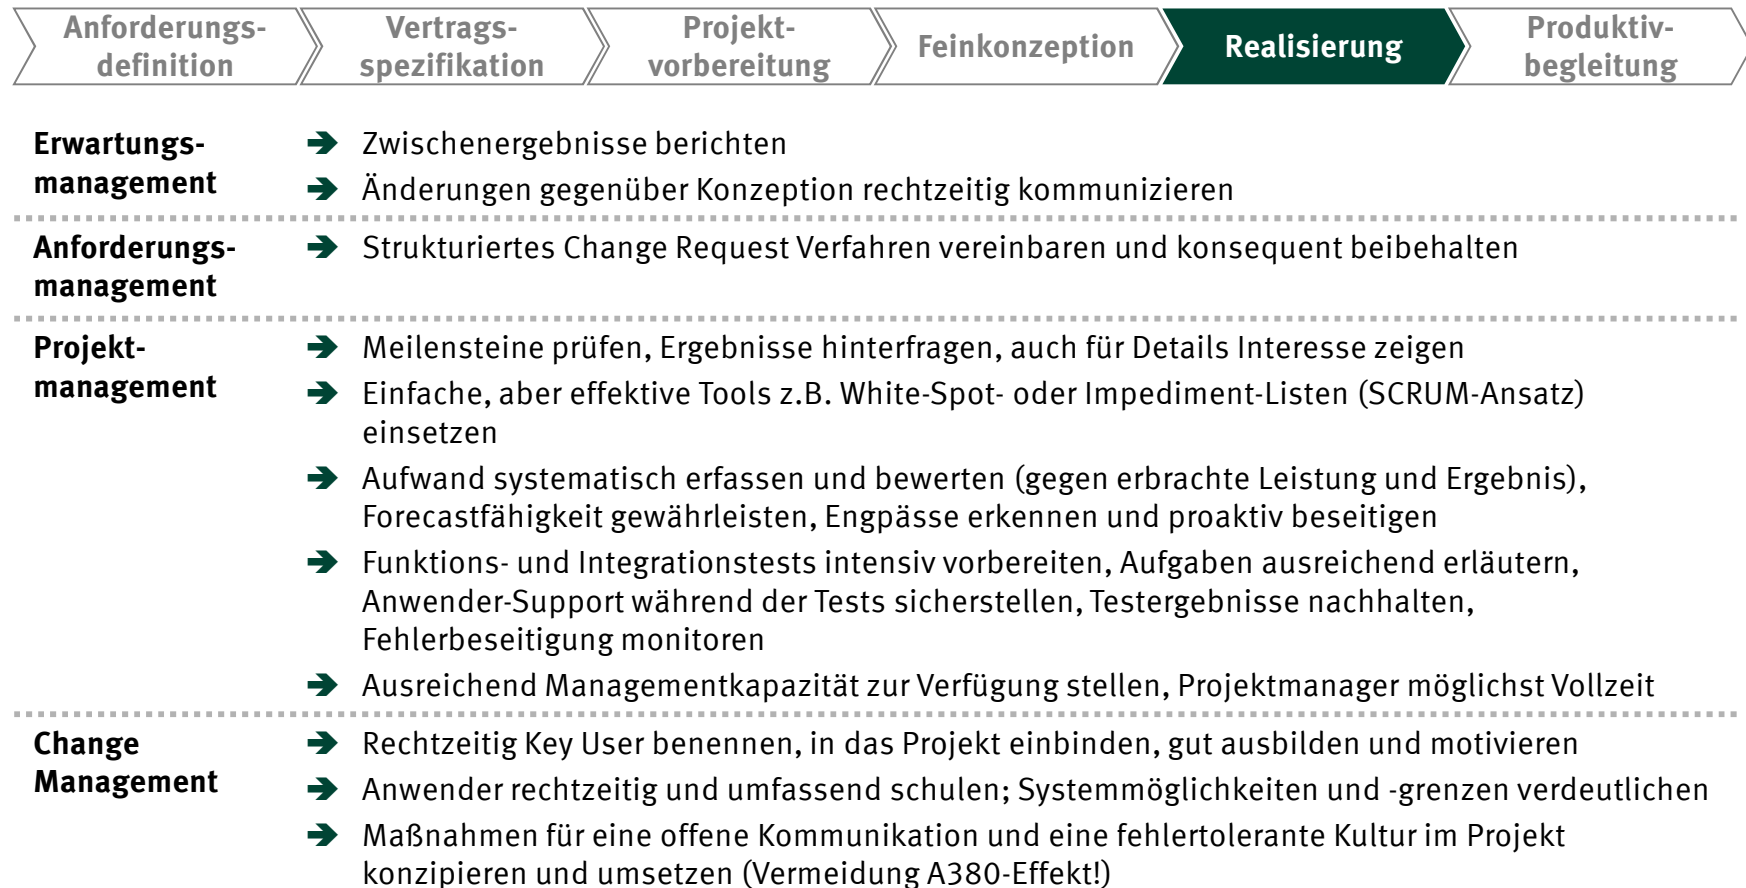 Anforderungs-
definition
Vertrags-
spezifikation
Projekt-
vorbereitung
Feinkonzeption
Realisierung
Produktiv-
begleitung
Erwartungs-
management
Zwischenergebnisse berichten
Änderungen gegenüber Konzeption rechtzeitig kommunizieren
Anforderungs-
management
Strukturiertes Change Request Verfahren vereinbaren und konsequent beibehalten
Projekt-
management
Meilensteine prüfen, Ergebnisse hinterfragen, auch für Details Interesse zeigen
Einfache, aber effektive Tools z.B. White-Spot- oder Impediment-Listen (SCRUM-Ansatz)
einsetzen
Aufwand systematisch erfassen und bewerten (gegen erbrachte Leistung und Ergebnis),
Forecastfähigkeit gewährleisten, Engpässe erkennen und proaktiv beseitigen
Funktions- und Integrationstests intensiv vorbereiten, Aufgaben ausreichend erläutern,
Anwender-Support während der Tests sicherstellen, Testergebnisse nachhalten,
Fehlerbeseitigung monitoren
Ausreichend Managementkapazität zur Verfügung stellen, Projektmanager möglichst Vollzeit
Change
Management
Rechtzeitig Key User benennen, in das Projekt einbinden, gut ausbilden und motivieren
Anwender rechtzeitig und umfassend schulen; Systemmöglichkeiten und -grenzen verdeutlichen
Maßnahmen für eine offene Kommunikation und eine fehlertolerante Kultur im Projekt
konzipieren und umsetzen (Vermeidung A380-Effekt!)